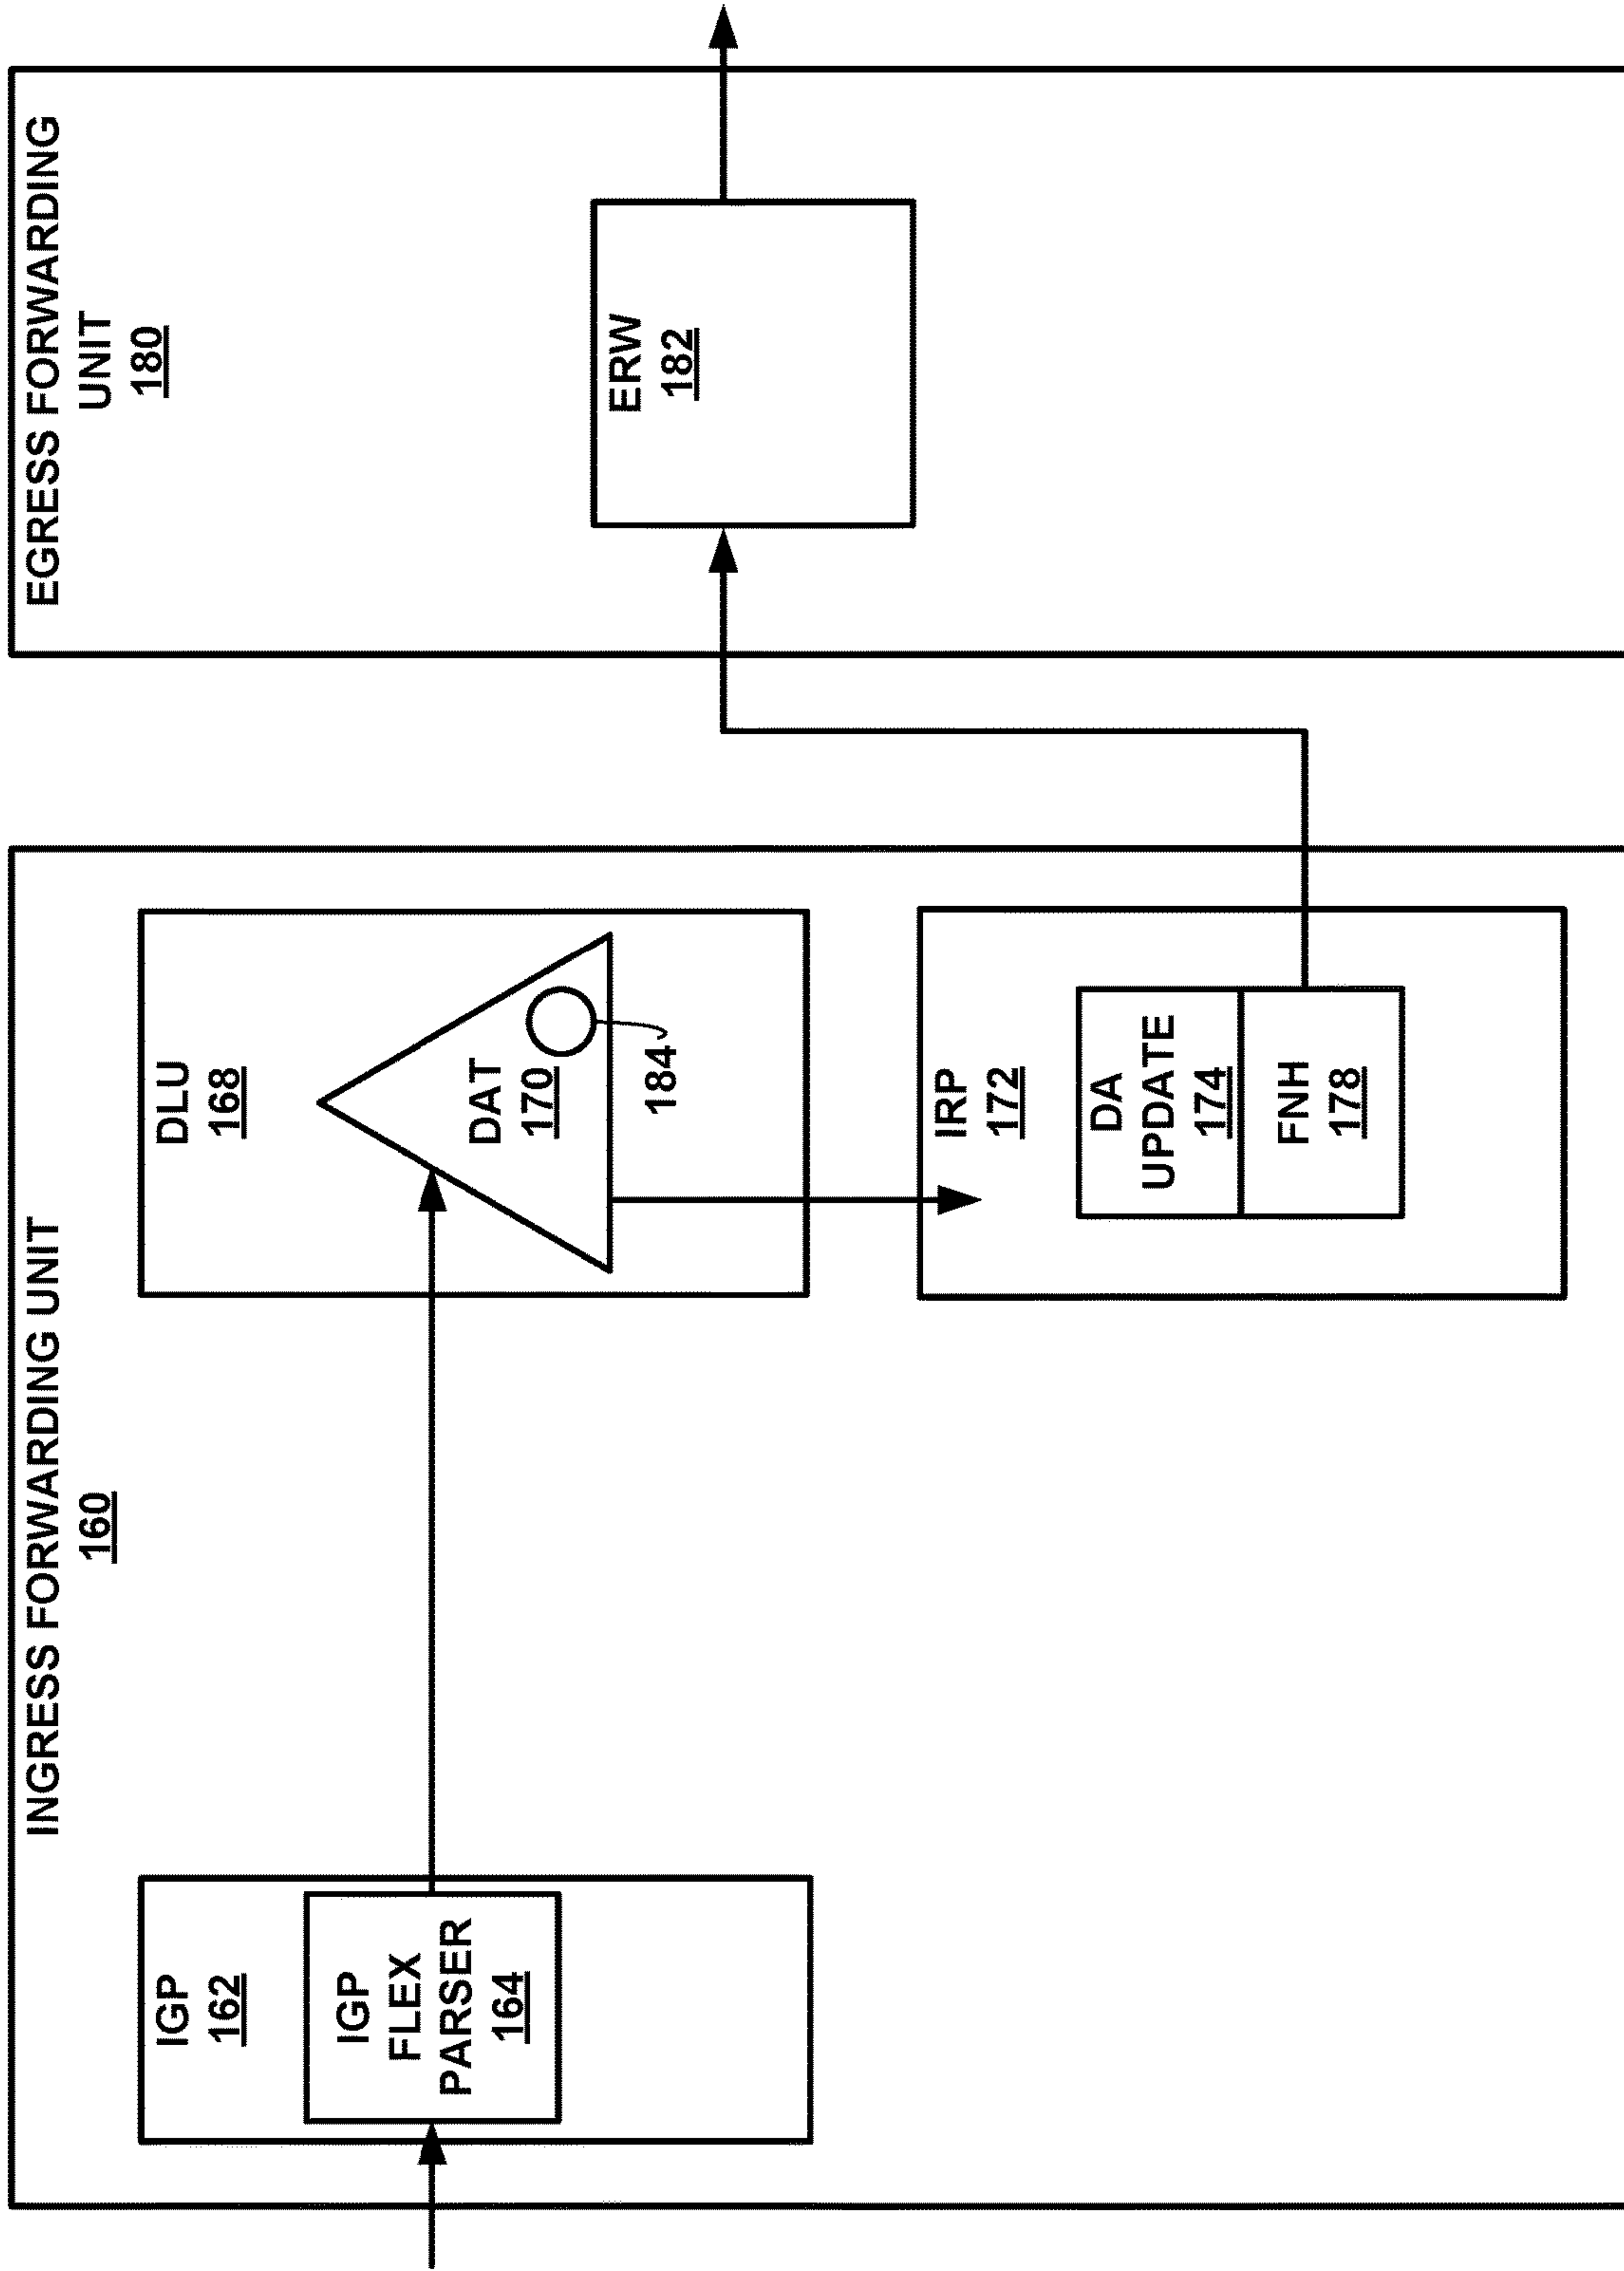 INGRESS FORWARDING UNIT
160
IGP
162
IGP
FLEX
PARSER
164
DLU
168
DAT
170
184
IRP
172
DA
UPDATE
174
FNH
178
EGRESS FORWARDING
UNIT
180
ERW
182